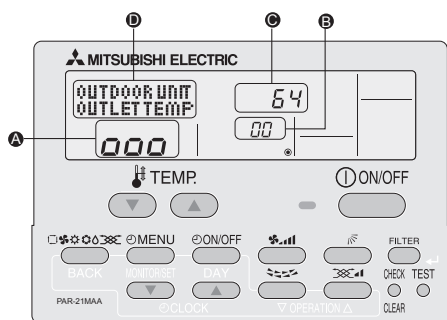 D C B
MITSUBISHI ELECTRIC
OUTDOOR UNIT
OUTLET TEMP
64
00
A
000
TEMP.
ON/OFF
MENU ON/OFF FILTER
BACK MONITOR/SET DAY CHECK TEST
PAR-21MAA
CLOCK OPERATION CLEAR